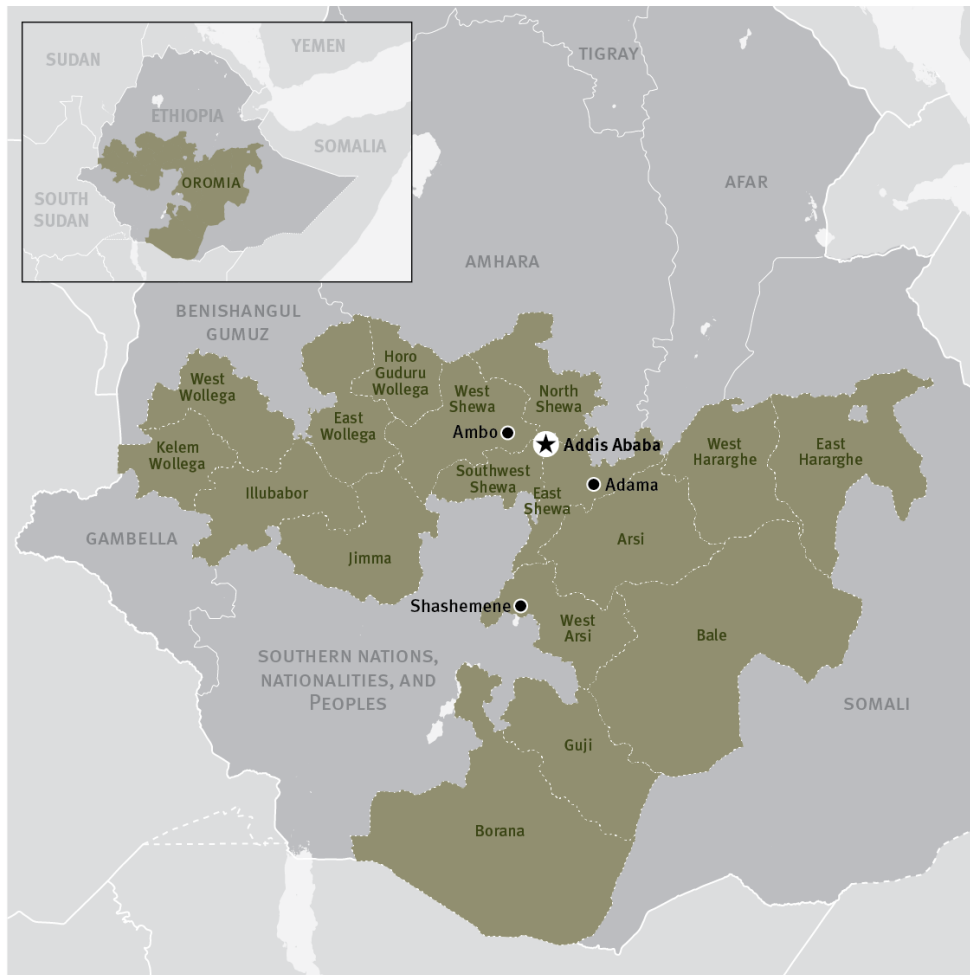 SUDAN
YEMEN
ETHIOPIA
SOMALIA
OROMIA
SOUTH
SUDAN
TIGRAY
AFAR
AMHARA
BENISHANGUL
GUMUZ
Horo
Guduru
Wollega
West
Wollega
West
Shewa
North
Shewa
East
Wollega
Ambo
Addis Ababa
Kelem
Wollega
West
Hararghe
East
Hararghe
Southwest
Shewa
Illubabor
Adama
East
Shewa
GAMBELLA
Arsi
Jimma
Shashemene
West
Arsi
Bale
SOUTHERN NATIONS,
NATIONALITIES, AND
PEOPLES
SOMALI
Guji
Borana